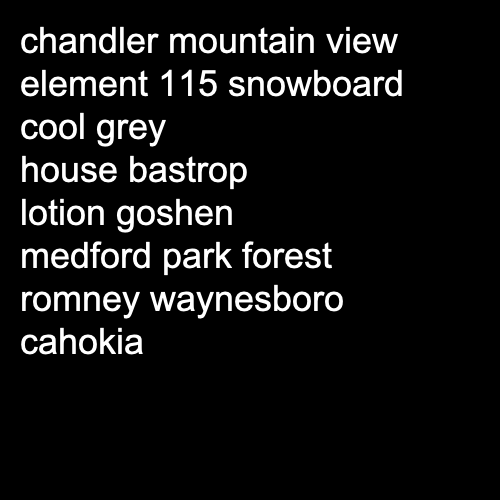 chandler mountain view
element 115 snowboard
cool grey
house bastrop
lotion goshen
medford park forest
romney waynesboro
cahokia